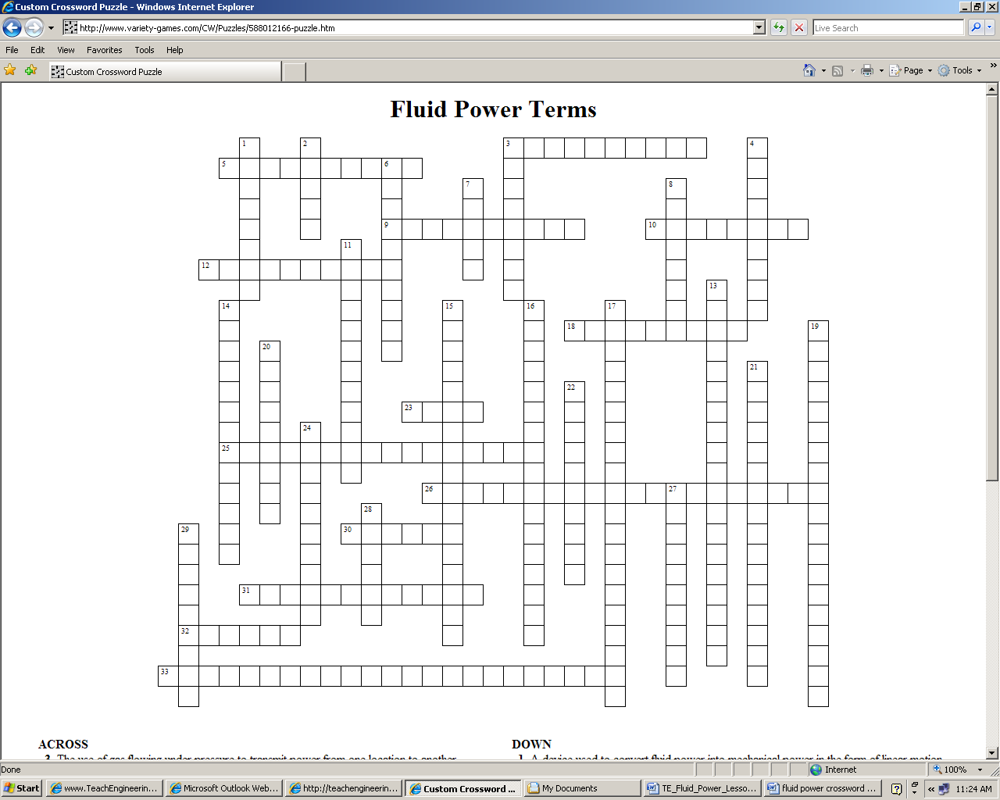 Custom Crossword Puzzle - Windows Internet Explorer
http://www.variety-games.com/CW/Puzzles/588012166-puzzle.htm
Live Search
File Edit View Favorites Tools Help
Custom Crossword Puzzle
Page Tools
Fluid Power Terms
1 2 3 4
5 6
7 8
9 10
11
12
13
14 15 16 17
18 19
20
21
22
23
24
25
26 27
28
29 30
31
32
33
ACROSS DOWN
3. The use of gas flowing under pressure to transmit power from one location to another. 1. A device used to convert fluid power into mechanical power in the form of linear motion.
Done Internet 100%
Start www.TeachEngineerin... Microsoft Outlook Web... http://teachengineerin... Custom Crossword ... My Documents TE_Fluid_Power_Lesso... fluid power crossword ... 11:24 AM